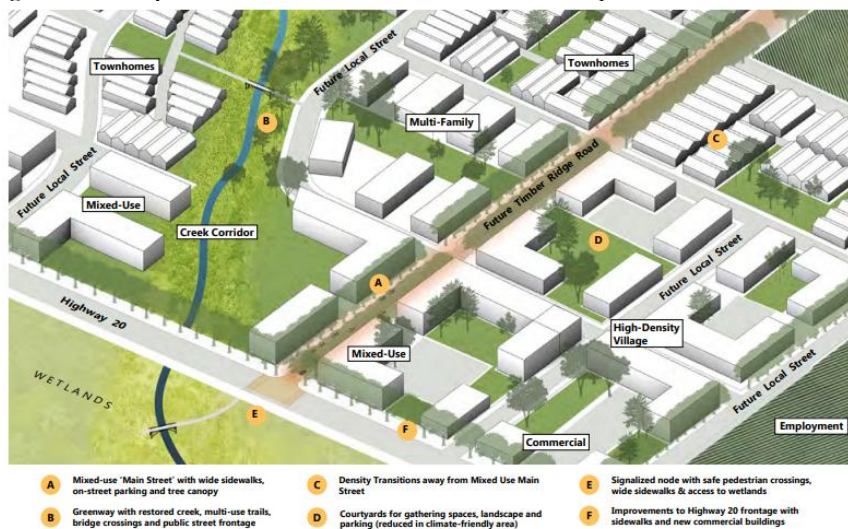 Townhomes
Future Local Street
Townhomes
B
Multi-Family
C
Future Local Street
Future Timber Ridge Road
Mixed-Use
Creek Corridor
D
Future Local Street
A
Highway 20
High-Density
Village
Mixed-Use
WETLANDS
Future Local Street
E
F
Commercial
Employment
A
Mixed-use 'Main Street' with wide sidewalks,
on-street parking and tree canopy
B
Greenway with restored creek, multi-use trails,
bridge crossings and public street frontage
C
Density Transitions away from Mixed Use Main
Street
D
Courtyards for gathering spaces, landscape and
parking (reduced in climate-friendly area)
E
Signalized node with safe pedestrian crossings,
wide sidewalks & access to wetlands
F
Improvements to Highway 20 frontage with
sidewalks and new commercial buildings